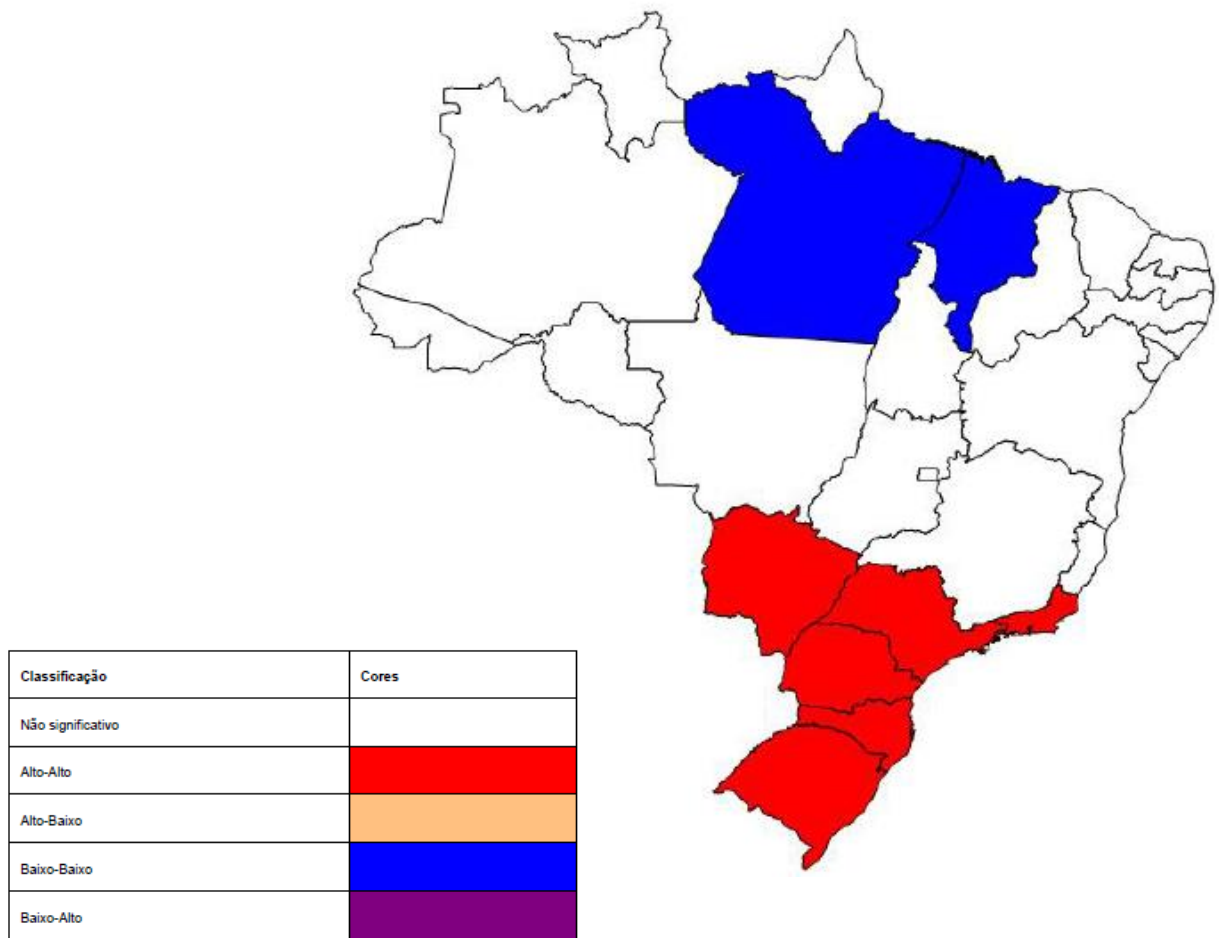 Classificação Cores
Não significativo
Alto-Alto
Alto-Baixo
Baixo-Baixo
Baixo-Alto